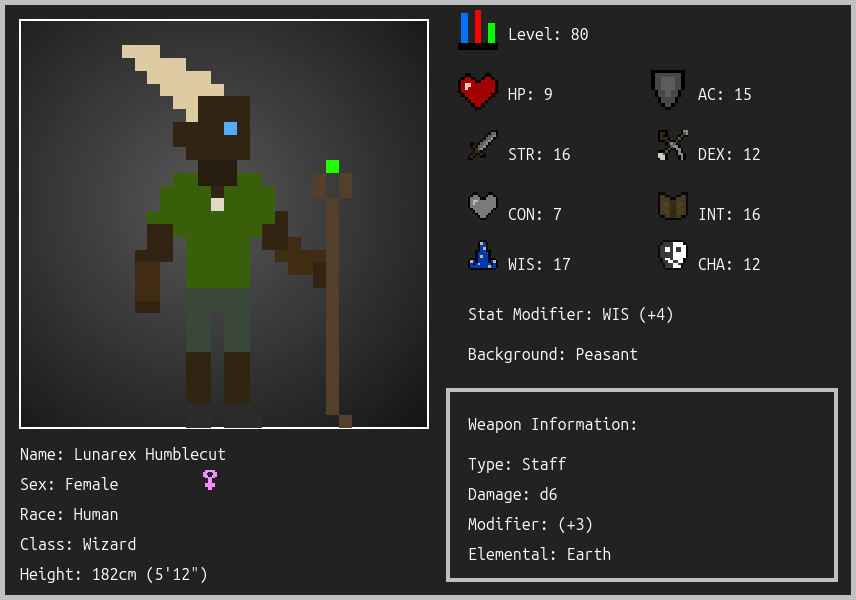 Level: 80
HP: 9
AC: 15
STR: 16
DEX: 12
CON: 7
INT: 16
WIS: 17
CHA: 12
Stat Modifier: WIS (+4)
Background: Peasant
Weapon Information:
Type: Staff
Damage: d6
Modifier: (+3)
Elemental: Earth
Name: Lunarex Humblecut
Sex: Female
Race: Human
Class: Wizard
Height: 182cm (5'12")